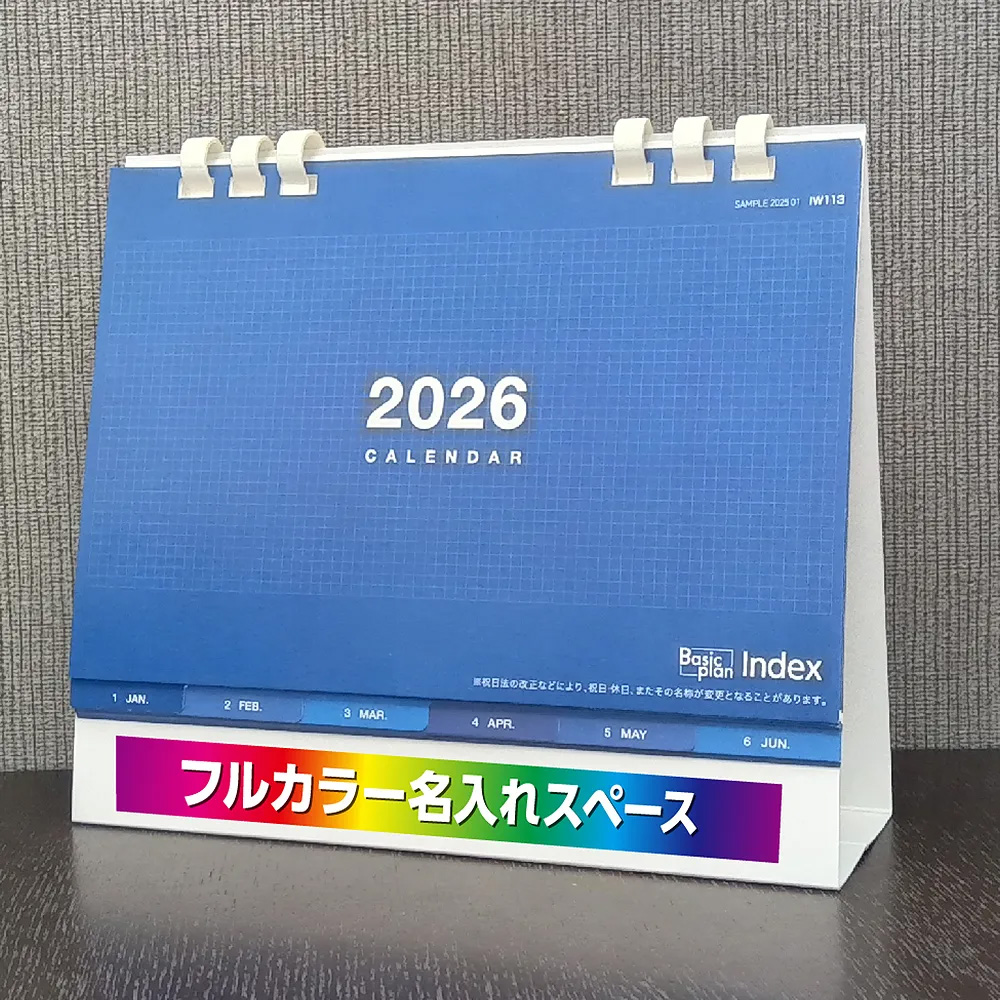 SAMPLE 2025 01 IW113
2026
CALENDAR
Basic plan Index
※祝日法の改正などにより、祝日·休日、またその名称が変更となることがあります。
1 JAN. 2 FEB. 3 MAR. 4 APR. 5 MAY 6 JUN.
フルカラー名入れスペース